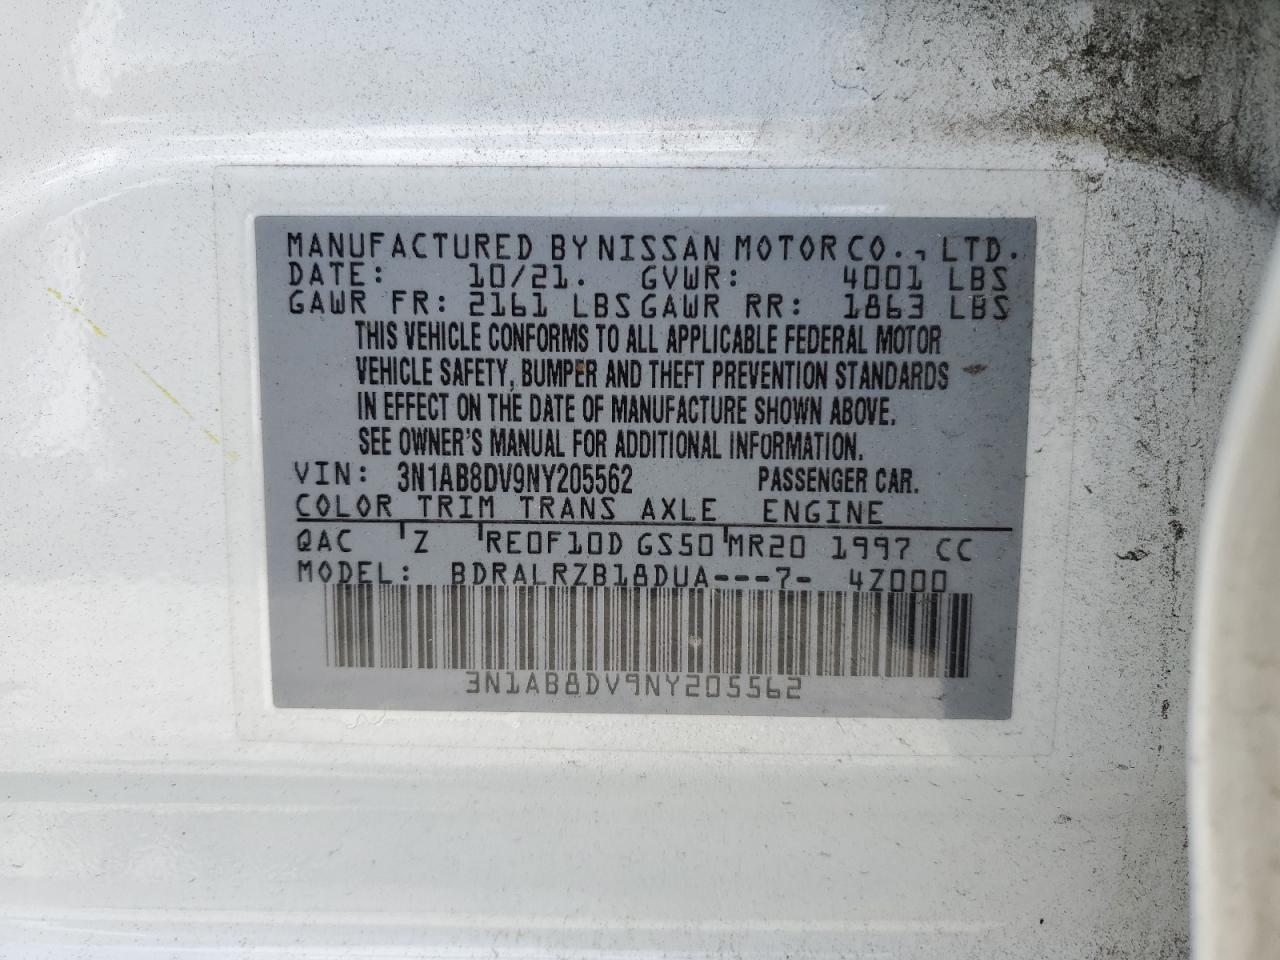 MANUFACTURED BY NISSAN MOTOR CO., LTD.
DATE: 10/21. GVWR: 4001 LBS
GAWR FR: 2161 LBS GAWR RR: 1863 LBS
THIS VEHICLE CONFORMS TO ALL APPLICABLE FEDERAL MOTOR
VEHICLE SAFETY, BUMPER AND THEFT PREVENTION STANDARDS
IN EFFECT ON THE DATE OF MANUFACTURE SHOWN ABOVE.
SEE OWNER'S MANUAL FOR ADDITIONAL INFORMATION.
VIN: 3N1AB8DV9NY205562 PASSENGER CAR.
COLOR TRIM TRANS AXLE ENGINE
QAC Z RE0F10D GS50 MR20 1997 CC
MODEL: BDRALRZB18DUA---7- 4Z000
3N1AB8DV9NY205562